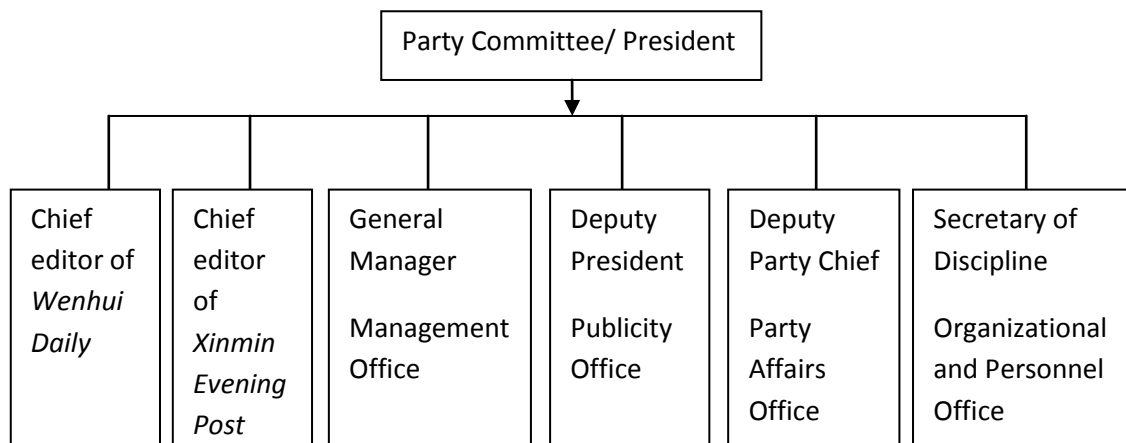 Party Committee/ President
Chief
editor of
Wenhui
Daily
Chief
editor
of
Xinmin
Evening
Post
General
Manager
Management
Office
Deputy
President
Publicity
Office
Deputy
Party Chief
Party
Affairs
Office
Secretary of
Discipline
Organizational
and Personnel
Office